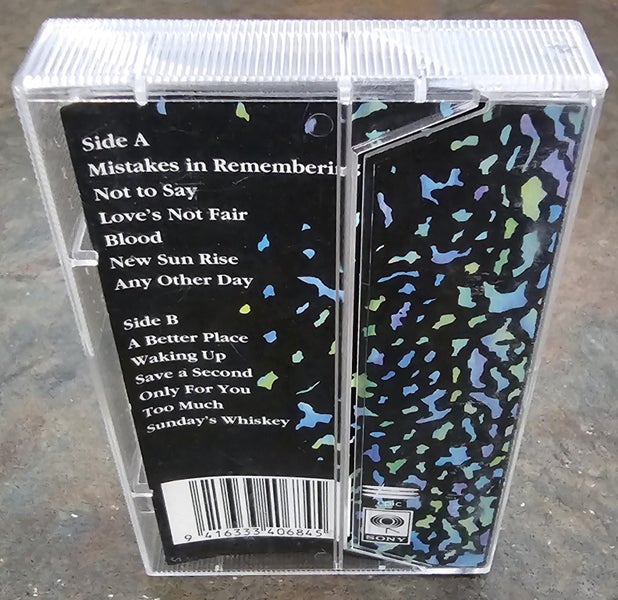 Side A
Mistakes in Remembering
Not to Say
Love's Not Fair
Blood
New Sun Rise
Any Other Day
Side B
A Better Place
Waking Up
Save a Second
Only For You
Too Much
Sunday's Whiskey
9 416333 406845
SONY